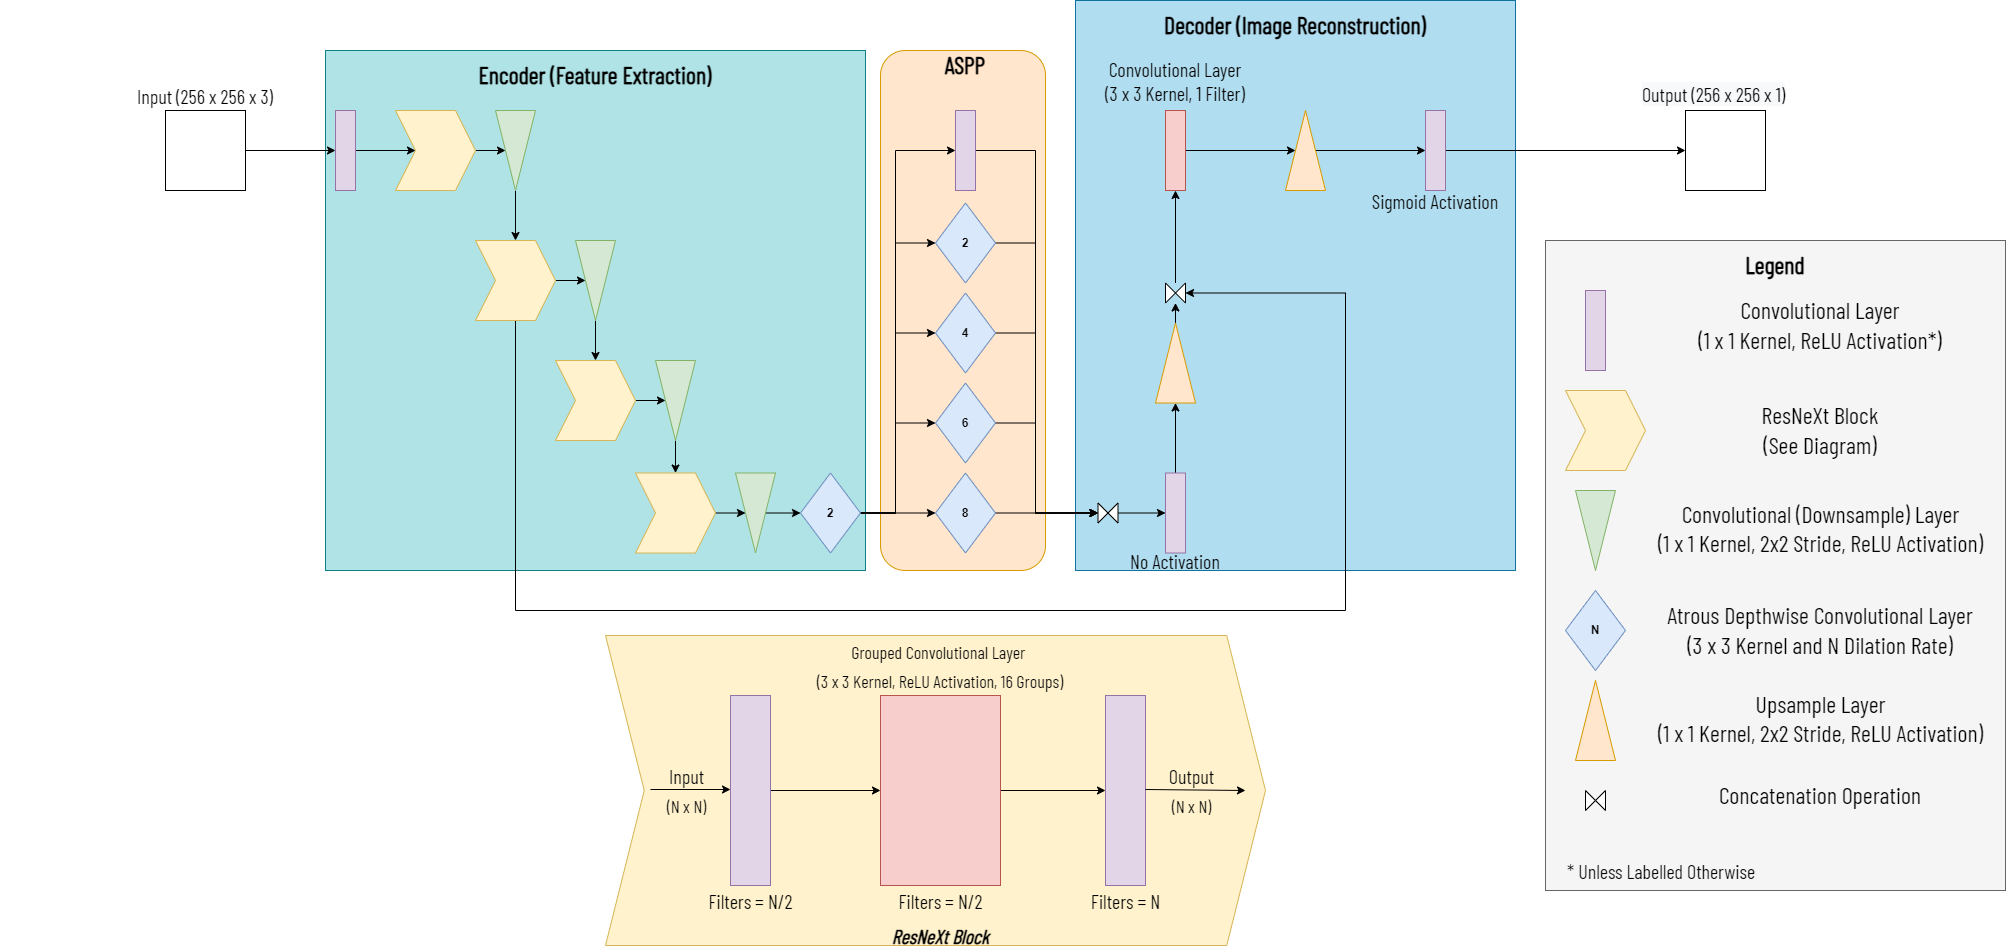 Decoder (Image Reconstruction)
Encoder (Feature Extraction)
ASPP
Convolutional Layer
(3 x 3 Kernel, 1 Filter)
Input (256 x 256 x 3)
Output (256 x 256 x 1)
Sigmoid Activation
2
4
6
2
8
No Activation
Legend
Convolutional Layer
(1 x 1 Kernel, ReLU Activation*)
ResNeXt Block
(See Diagram)
Convolutional (Downsample) Layer
(1 x 1 Kernel, 2x2 Stride, ReLU Activation)
N
Atrous Depthwise Convolutional Layer
(3 x 3 Kernel and N Dilation Rate)
Upsample Layer
(1 x 1 Kernel, 2x2 Stride, ReLU Activation)
Concatenation Operation
* Unless Labelled Otherwise
Grouped Convolutional Layer
(3 x 3 Kernel, ReLU Activation, 16 Groups)
Input
(N x N)
Output
(N x N)
Filters = N/2
Filters = N/2
Filters = N
ResNeXt Block